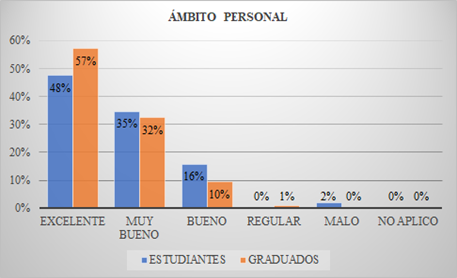 ÁMBITO PERSONAL
60%
50%
40%
30%
20%
10%
0%
48%
57%
35%
32%
16%
10%
0%
1%
2%
0%
0%
0%
EXCELENTE
MUY
BUENO
BUENO
REGULAR
MALO
NO APLICO
ESTUDIANTES
GRADUADOS